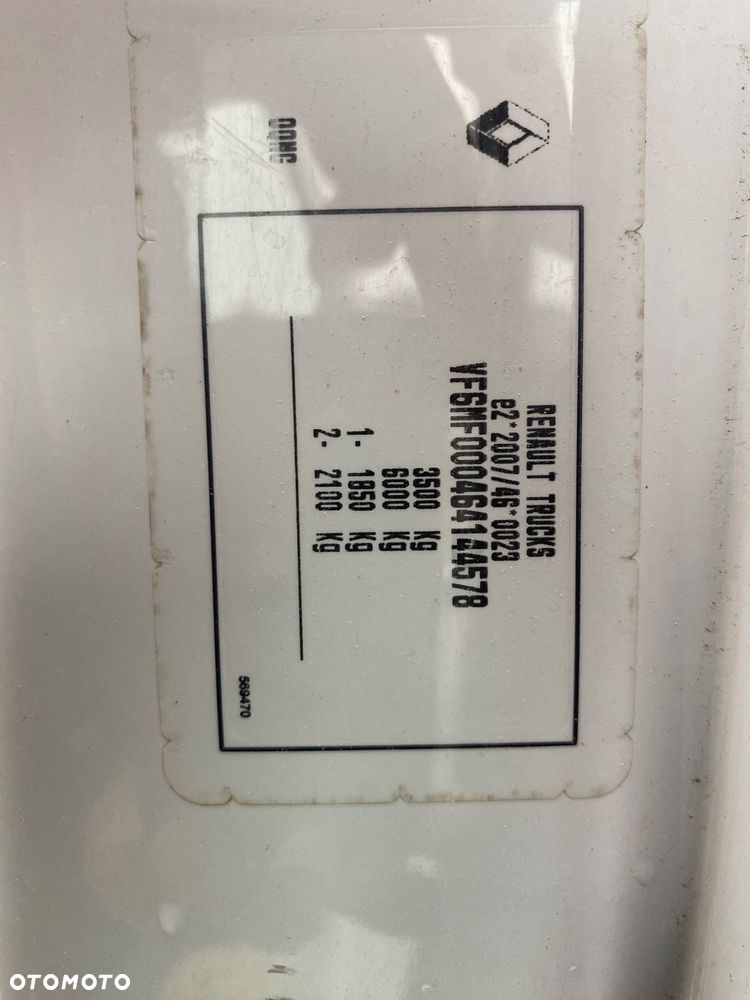 DQNC
RENAULT TRUCKS
e2*2007/46*0023
VF6MF000464144578
3500 Kg
6000 Kg
1- 1850 Kg
2- 2100 Kg
569470
OTOMOTO